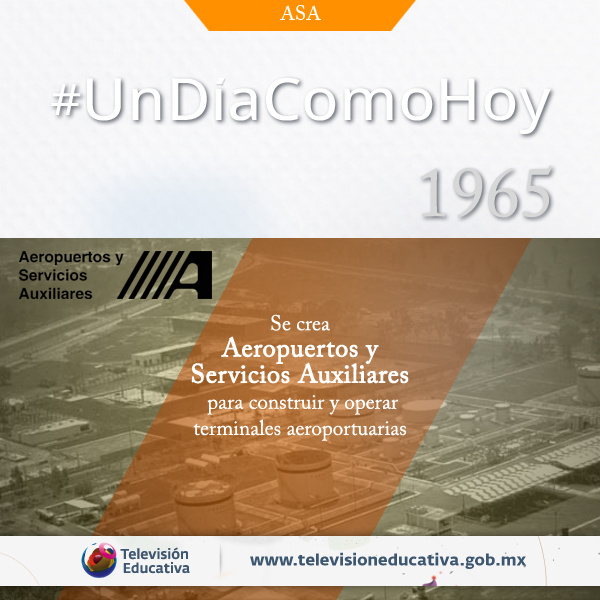 ASA
#UnDíaComoHoy
1965
Aeropuertos y
Servicios
Auxiliares
Se crea
Aeropuertos y
Servicios Auxiliares
para construir y operar
terminales aeroportuarias
Televisión
Educativa
www.televisioneducativa.gob.mx